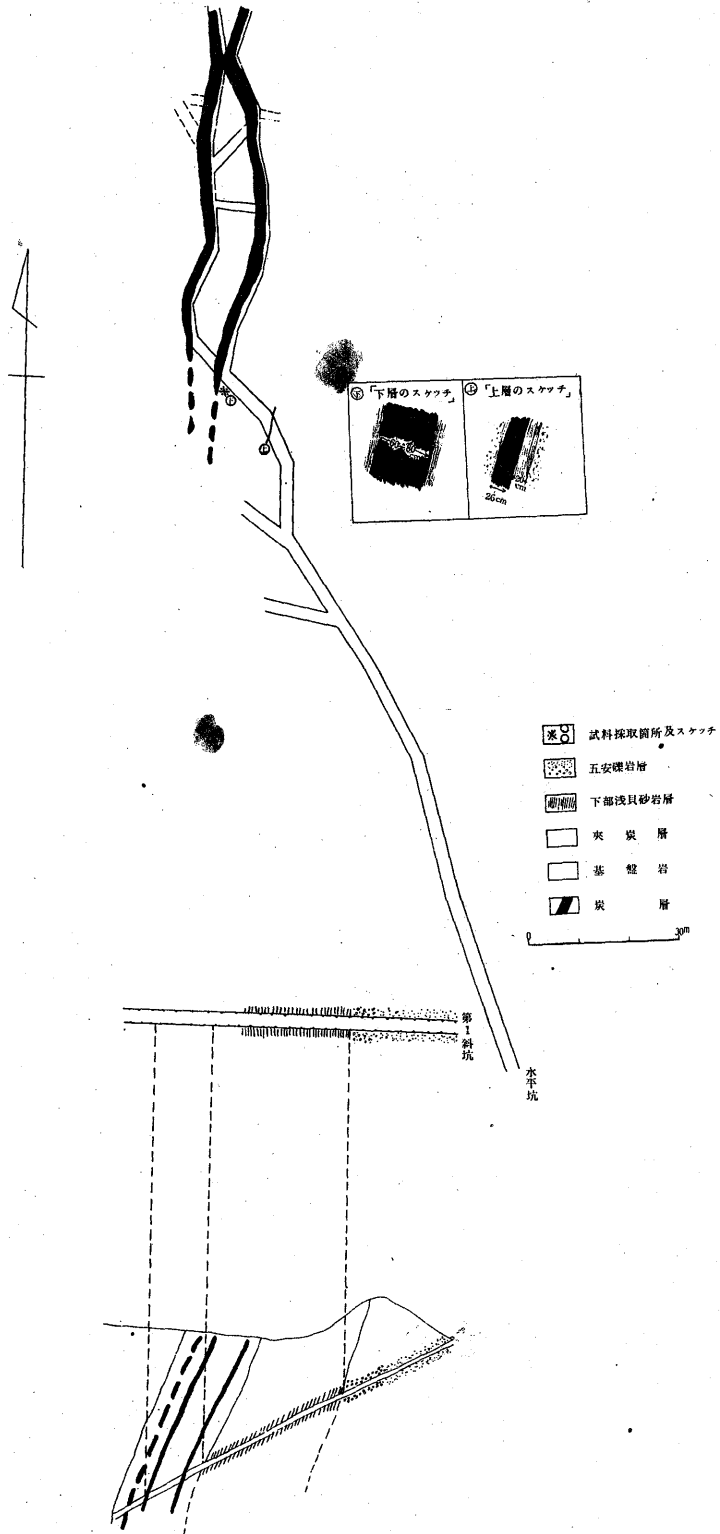 下 「下層のスケッチ」
上 「上層のスケッチ」
26cm
cm
下
上
試料採取箇所及スケッチ
五安礫岩層
下部浅貝砂岩層
夾炭層
基盤岩
炭層
0 30m
第1斜坑
水平坑